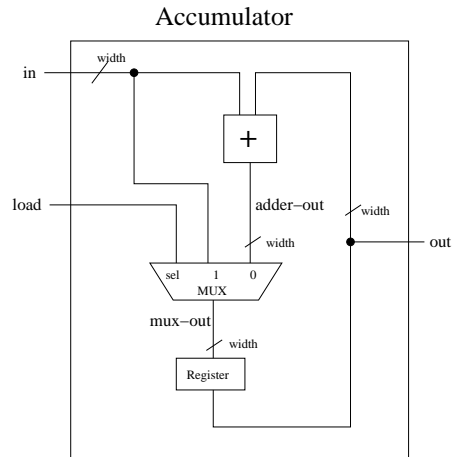 Accumulator
width
in
+
load
adder–out
width
width
out
sel 1 0
MUX
mux–out
width
Register